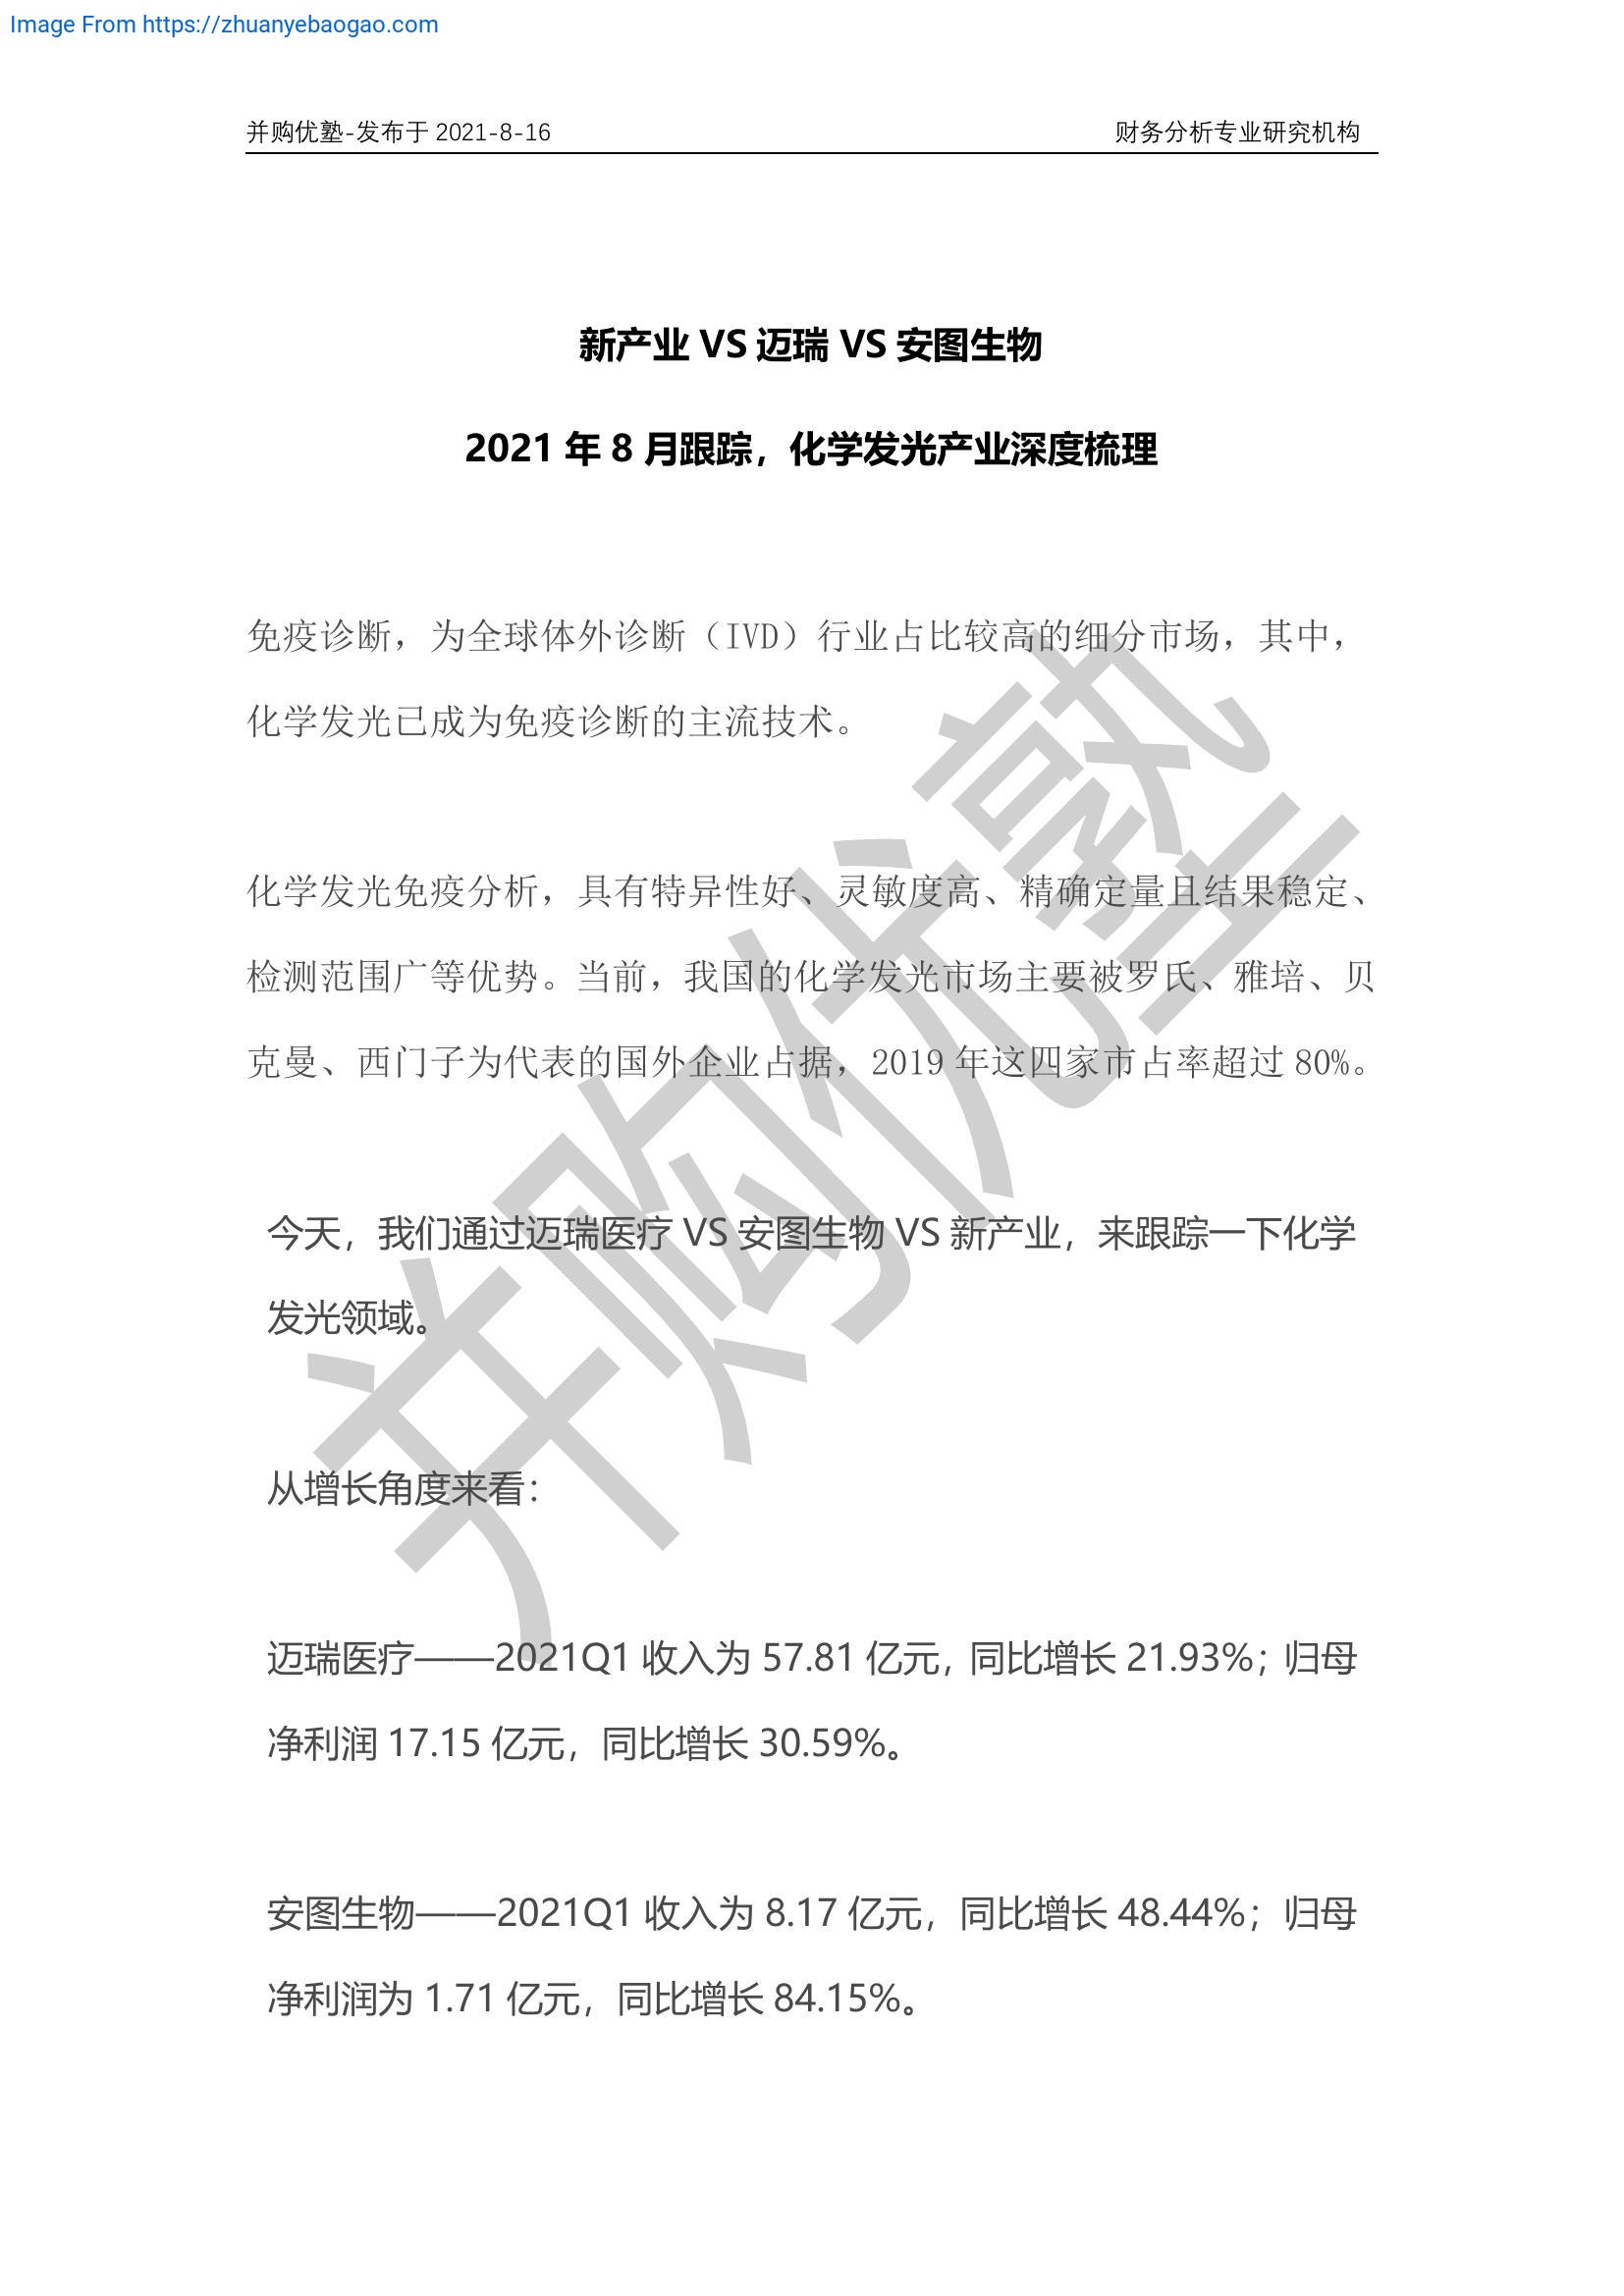 Image From https://zhuanyebaogao.com
并购优塾-发布于 2021-8-16 财务分析专业研究机构
新产业 VS 迈瑞 VS 安图生物
2021 年 8 月跟踪，化学发光产业深度梳理
免疫诊断，为全球体外诊断（IVD）行业占比较高的细分市场，其中，
化学发光已成为免疫诊断的主流技术。
化学发光免疫分析，具有特异性好、灵敏度高、精确定量且结果稳定、
检测范围广等优势。当前，我国的化学发光市场主要被罗氏、雅培、贝
克曼、西门子为代表的国外企业占据，2019 年这四家市占率超过 80%。
今天，我们通过迈瑞医疗 VS 安图生物 VS 新产业，来跟踪一下化学
发光领域。
从增长角度来看：
迈瑞医疗——2021Q1 收入为 57.81 亿元，同比增长 21.93%；归母
净利润 17.15 亿元，同比增长 30.59%。
安图生物——2021Q1 收入为 8.17 亿元，同比增长 48.44%；归母
净利润为 1.71 亿元，同比增长 84.15%。
并购优塾